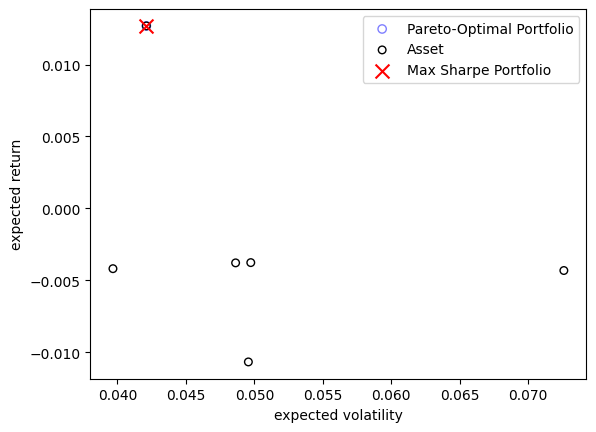 Pareto-Optimal Portfolio
Asset
Max Sharpe Portfolio
0.010
0.005
0.000
−0.005
−0.010
expected return
0.040 0.045 0.050 0.055 0.060 0.065 0.070
expected volatility